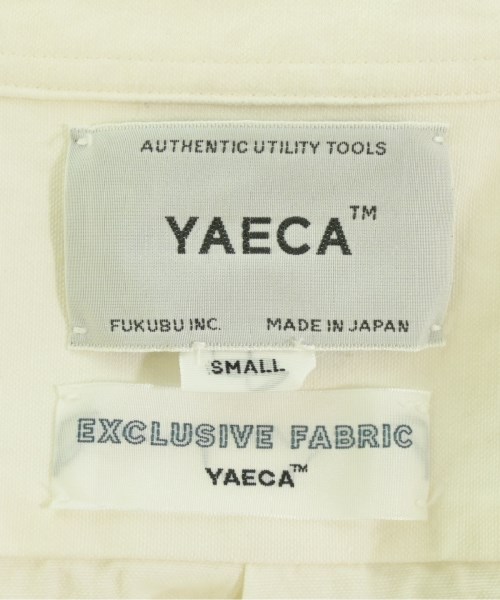 AUTHENTIC UTILITY TOOLS
YAECA™
FUKUBU INC. MADE IN JAPAN
SMALL
EXCLUSIVE FABRIC
YAECA™